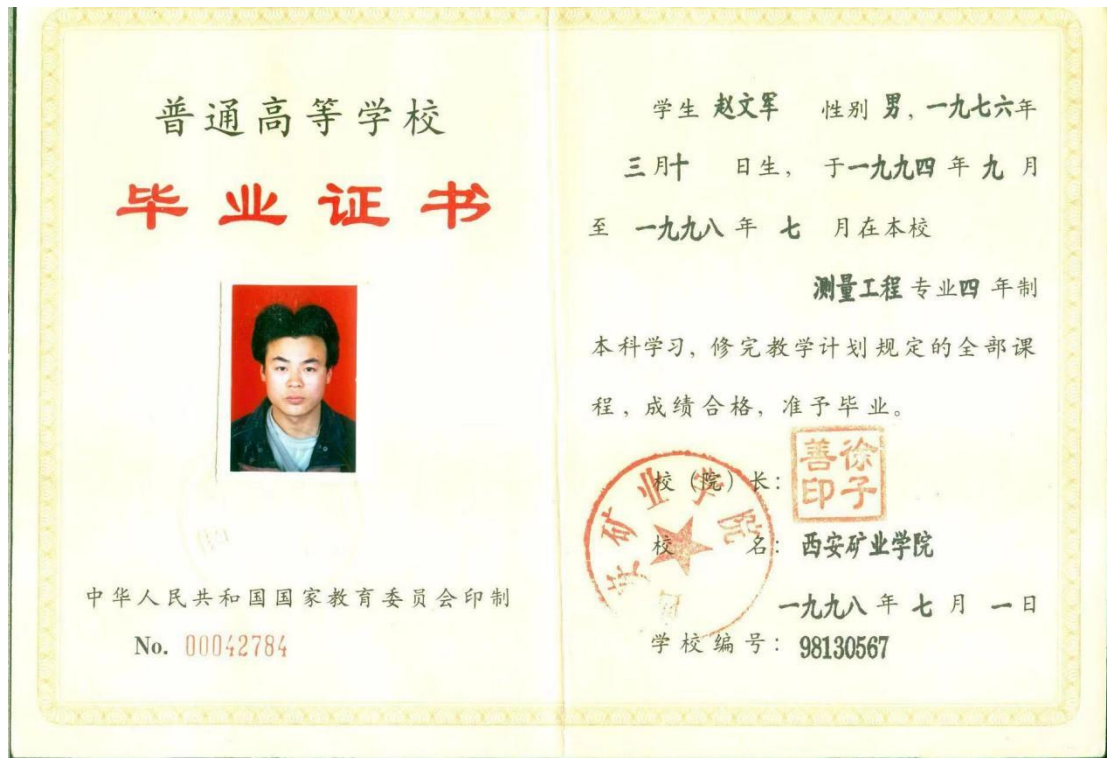 普通高等学校
毕业证书
中华人民共和国国家教育委员会印制
No. 00042784
学生 赵文军 性别 男，一九七六年
三月十 日生，于一九九四年九月
至 一九九八年 七 月在本校
测量工程专业四年制
本科学习，修完教学计划规定的全部课
程，成绩合格，准予毕业。
校（院）长：徐子善印
校 名：西安矿业学院
西安矿业学院
一九九八年七月一日
学校编号：98130567